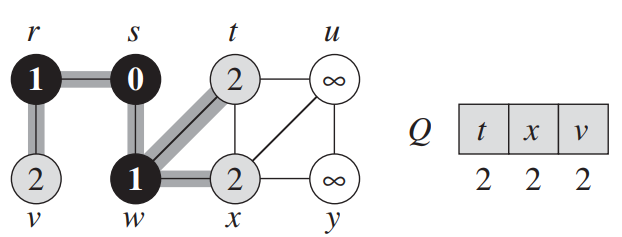 r s t u
1 0 2 ∞
Q t x v
2 1 2 ∞
2 2 2
v w x y